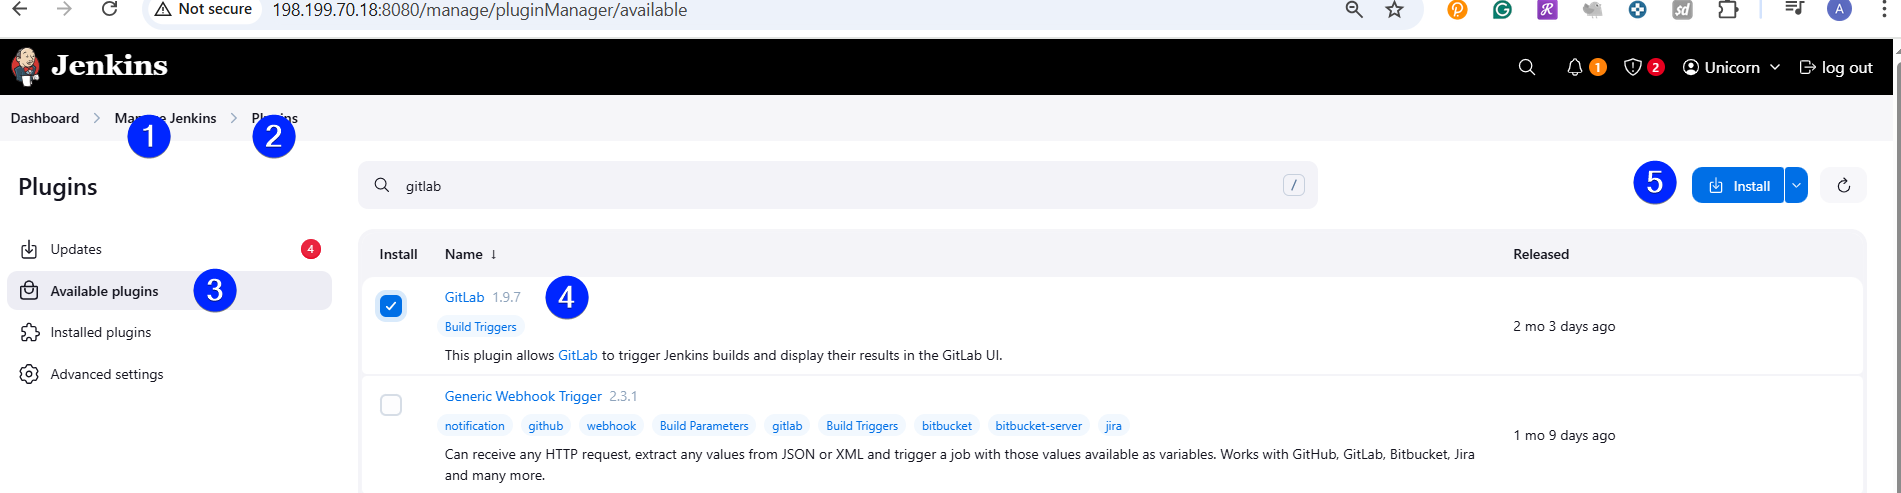 Not secure 198.199.70.18:8080/manage/pluginManager/available
Jenkins
1 2 Unicorn log out
Dashboard Manage Jenkins Plugins
1 2
Plugins
gitlab /
5 Install
Updates 4
Available plugins 3
Installed plugins
Advanced settings
Install Name ↓ Released
GitLab 1.9.7 4
Build Triggers
2 mo 3 days ago
This plugin allows GitLab to trigger Jenkins builds and display their results in the GitLab UI.
Generic Webhook Trigger 2.3.1
notification github webhook Build Parameters gitlab Build Triggers bitbucket bitbucket-server jira
1 mo 9 days ago
Can receive any HTTP request, extract any values from JSON or XML and trigger a job with those values available as variables. Works with GitHub, GitLab, Bitbucket, Jira
and many more.
A
sd